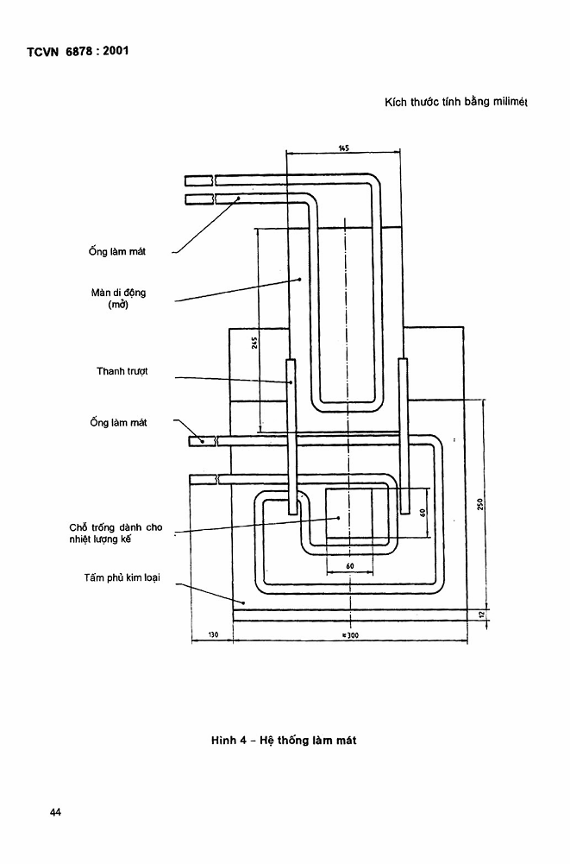 TCVN 6878 : 2001
Kích thước tính bằng milimét
145
Ống làm mát
Màn di động
(mở)
245
Thanh trượt
Ống làm mát
250
Chỗ trống dành cho
nhiệt lượng kế
60
60
Tấm phủ kim loại
12
130
≈300
Hình 4 – Hệ thống làm mát
44